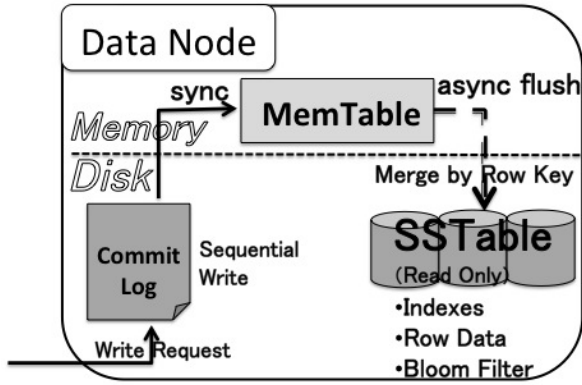 Data Node
sync
MemTable
async flush
Memory
Disk
Merge by Row Key
Commit
Log
Sequential
Write
SSTable
(Read Only)
•Indexes
•Row Data
•Bloom Filter
Write Request